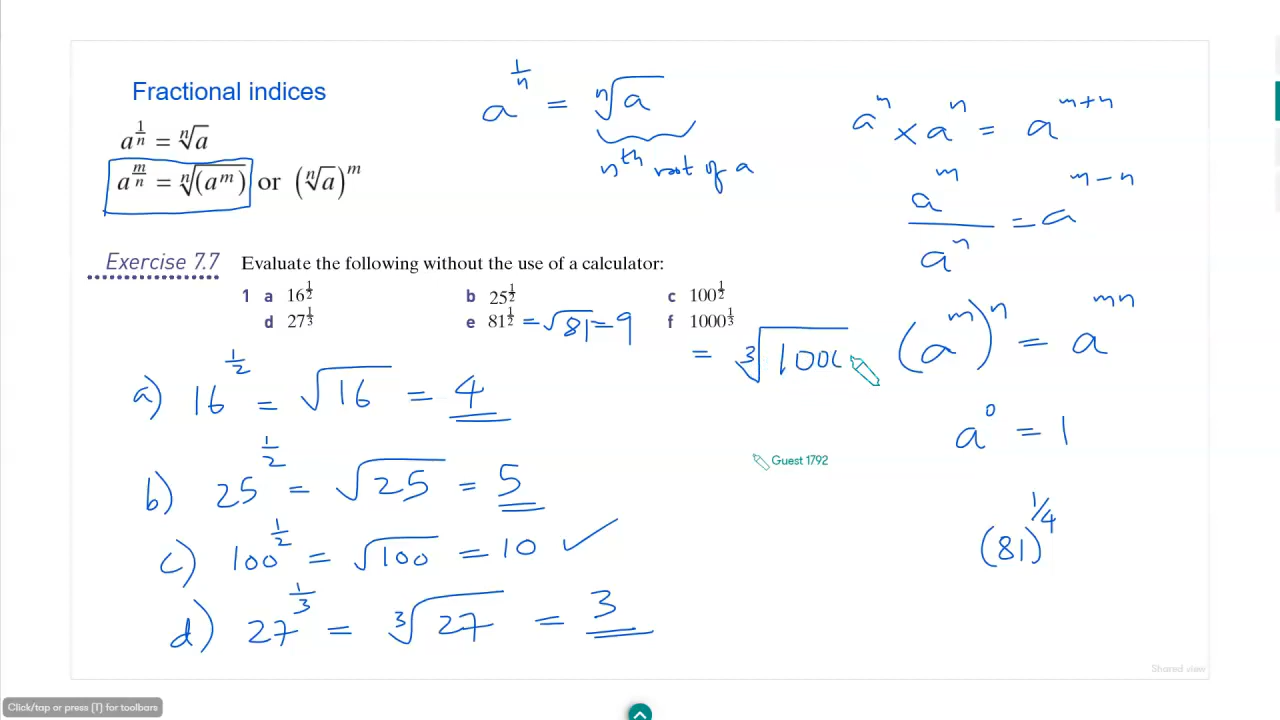 Fractional indices
a^{1/n} = ⁿ√a
a^{m/n} = ⁿ√(a^m) or (ⁿ√a)^m
a^{1/n} = ⁿ√a
n^{th} root of a
a^n × a^n = a^{m+n}
a^m / a^n = a^{m-n}
(a^m)^n = a^{mn}
a^0 = 1
(81)^{1/4}
Exercise 7.7 Evaluate the following without the use of a calculator:
1 a 16^{1/2} b 25^{1/2} c 100^{1/2}
d 27^{1/3} e 81^{1/2} = √81 = 9 f 1000^{1/3}
= ³√1000
a) 16^{1/2} = √16 = 4
b) 25^{1/2} = √25 = 5
c) 100^{1/2} = √100 = 10 ✓
d) 27^{1/3} = ³√27 = 3
Guest 1792
Shared view
Click/tap or press [T] for toolbars